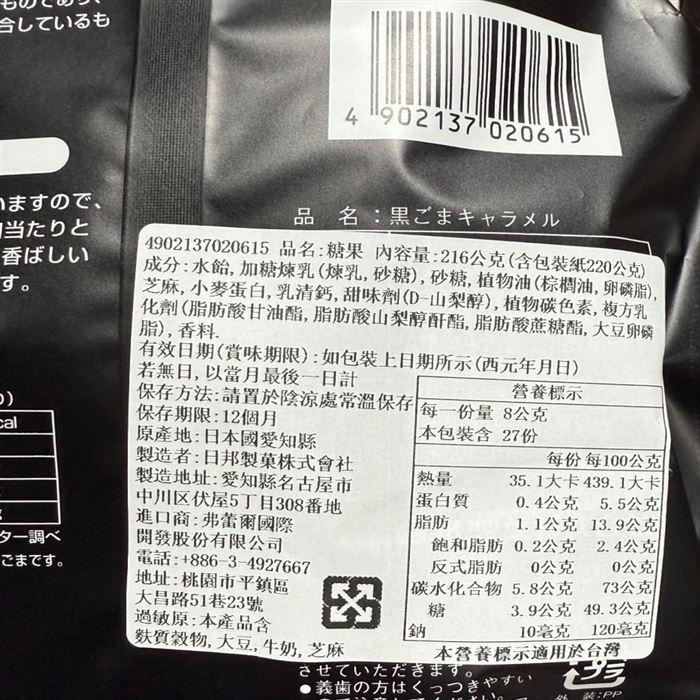 合しているも
4 902137 020615
いますので、
当たりと
香ばしい
す。
品 名：黒ごまキャラメル
4902137020615 品名:糖果 內容量:216公克(含包裝紙220公克)
成分:水飴, 加糖煉乳(煉乳, 砂糖), 砂糖, 植物油(棕櫚油, 卵磷脂),
芝麻, 小麥蛋白, 乳清鈣, 甜味劑(D-山梨醇), 植物碳色素, 複方乳
化劑(脂肪酸甘油酯, 脂肪酸山梨醇酐酯, 脂肪酸蔗糖酯, 大豆卵磷
脂), 香料.
有效日期(賞味期限):如包裝上日期所示(西元年月日)
若無日, 以當月最後一日計
保存方法:請置於陰涼處常溫保存
保存期限:12個月
原產地:日本國愛知縣
製造者:日邦製菓株式會社
製造地址:愛知縣名古屋市
中川区伏屋5丁目308番地
進口商:弗蕾爾國際
開發股份有限公司
電話:+886-3-4927667
地址:桃園市平鎮區
大昌路51巷23號
過敏原:本產品含
麩質穀物, 大豆, 牛奶, 芝麻
營養標示
每一份量 8公克
本包裝含 27份
每份 每100公克
熱量 35.1大卡 439.1大卡
蛋白質 0.4公克 5.5公克
脂肪 1.1公克 13.9公克
飽和脂肪 0.2公克 2.4公克
反式脂肪 0公克 0公克
碳水化合物 5.8公克 73公克
糖 3.9公克 49.3公克
鈉 10毫克 120毫克
本營養標示適用於台灣
cal
ター調べ
ごまです。
させていただきます。
●義歯の方はくっつきやすい
プラ
装:PP